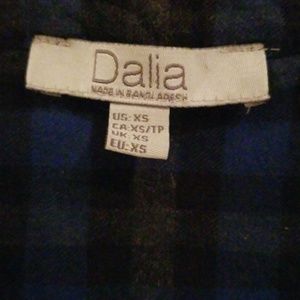 Dalia
MADE IN BANGLADESH
US: XS
CA: XS/TP
UK: XS
EU: XS